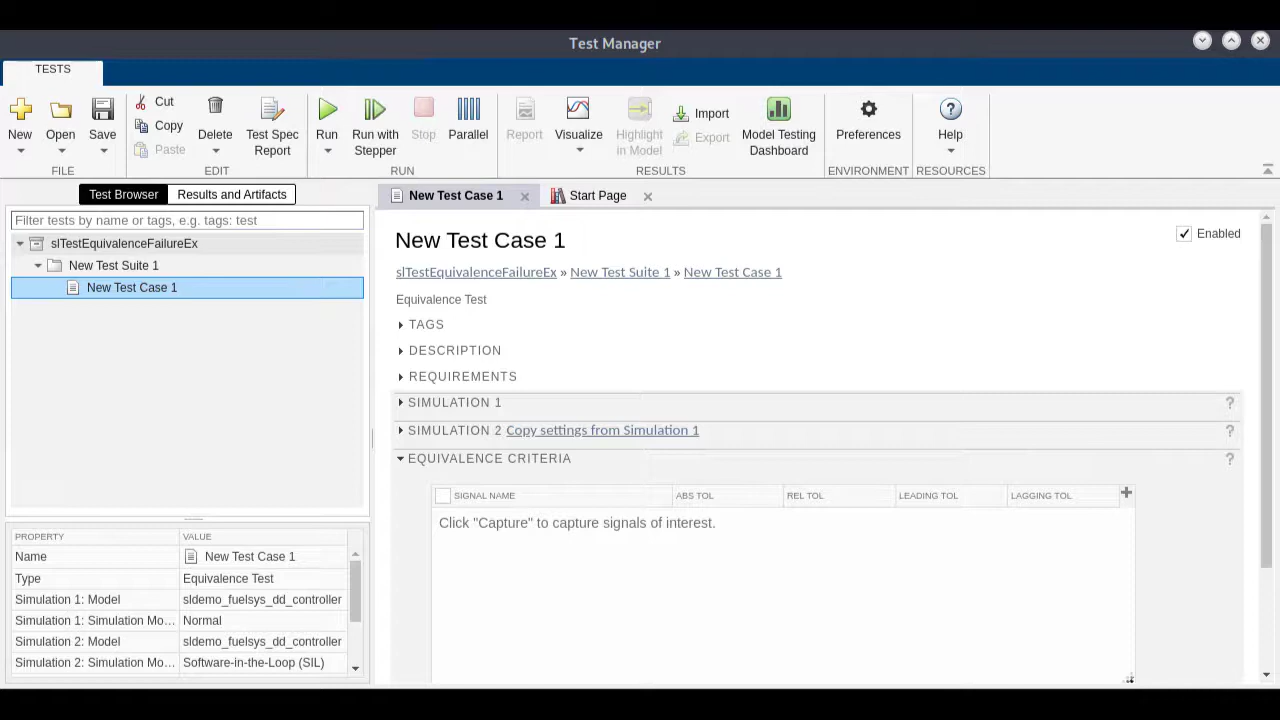 Test Manager
TESTS
New
Open
Save
FILE
Cut
Copy
Paste
Delete
Test Spec
Report
EDIT
Run
Run with
Stepper
Stop
Parallel
RUN
Report
Visualize
Highlight
in Model
Import
Export
Model Testing
Dashboard
RESULTS
Preferences
ENVIRONMENT
Help
RESOURCES
Test Browser
Results and Artifacts
Filter tests by name or tags, e.g. tags: test
slTestEquivalenceFailureEx
New Test Suite 1
New Test Case 1
PROPERTY VALUE
Name New Test Case 1
Type Equivalence Test
Simulation 1: Model sldemo_fuelsys_dd_controller
Simulation 1: Simulation Mo... Normal
Simulation 2: Model sldemo_fuelsys_dd_controller
Simulation 2: Simulation Mo... Software-in-the-Loop (SIL)
New Test Case 1
Start Page
New Test Case 1
Enabled
slTestEquivalenceFailureEx » New Test Suite 1 » New Test Case 1
Equivalence Test
TAGS
DESCRIPTION
REQUIREMENTS
SIMULATION 1 ?
SIMULATION 2 Copy settings from Simulation 1 ?
EQUIVALENCE CRITERIA ?
SIGNAL NAME ABS TOL REL TOL LEADING TOL LAGGING TOL
Click "Capture" to capture signals of interest.